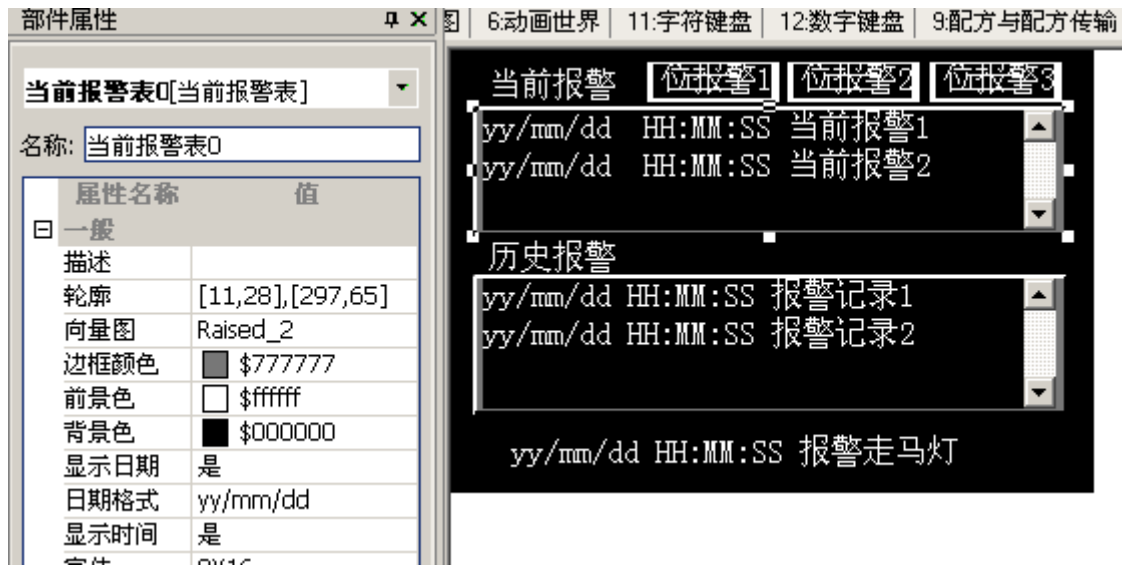 部件属性
图 6:动画世界 11:字符键盘 12:数字键盘 9:配方与配方传输
当前报警表0[当前报警表]
名称: 当前报警表0
属性名称 值
一般
描述
轮廓 [11,28],[297,65]
向量图 Raised_2
边框颜色 $777777
前景色 $ffffff
背景色 $000000
显示日期 是
日期格式 yy/mm/dd
显示时间 是
当前报警 位报警1 位报警2 位报警3
yy/mm/dd HH:MM:SS 当前报警1
yy/mm/dd HH:MM:SS 当前报警2
历史报警
yy/mm/dd HH:MM:SS 报警记录1
yy/mm/dd HH:MM:SS 报警记录2
yy/mm/dd HH:MM:SS 报警走马灯